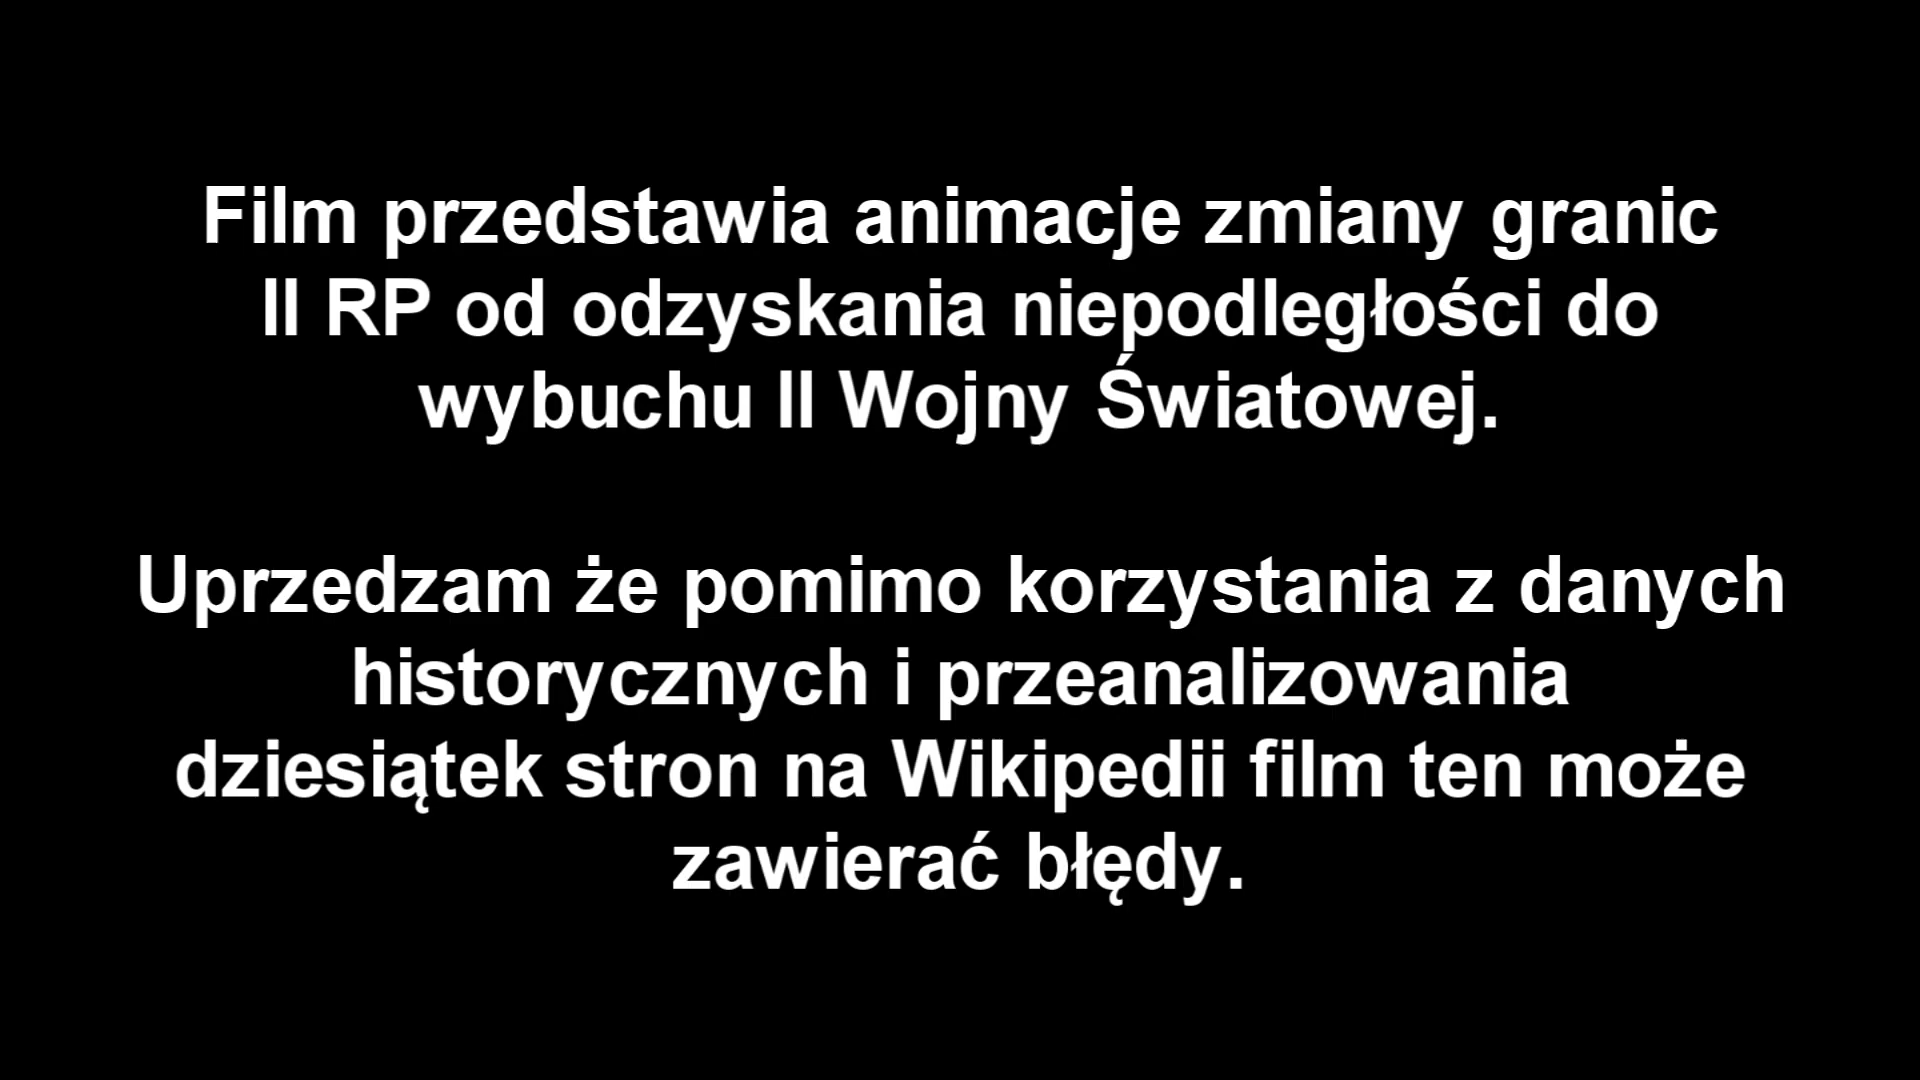 Film przedstawia animacje zmiany granic
II RP od odzyskania niepodległości do
wybuchu II Wojny Światowej.
Uprzedzam że pomimo korzystania z danych
historycznych i przeanalizowania
dziesiątek stron na Wikipedii film ten może
zawierać błędy.